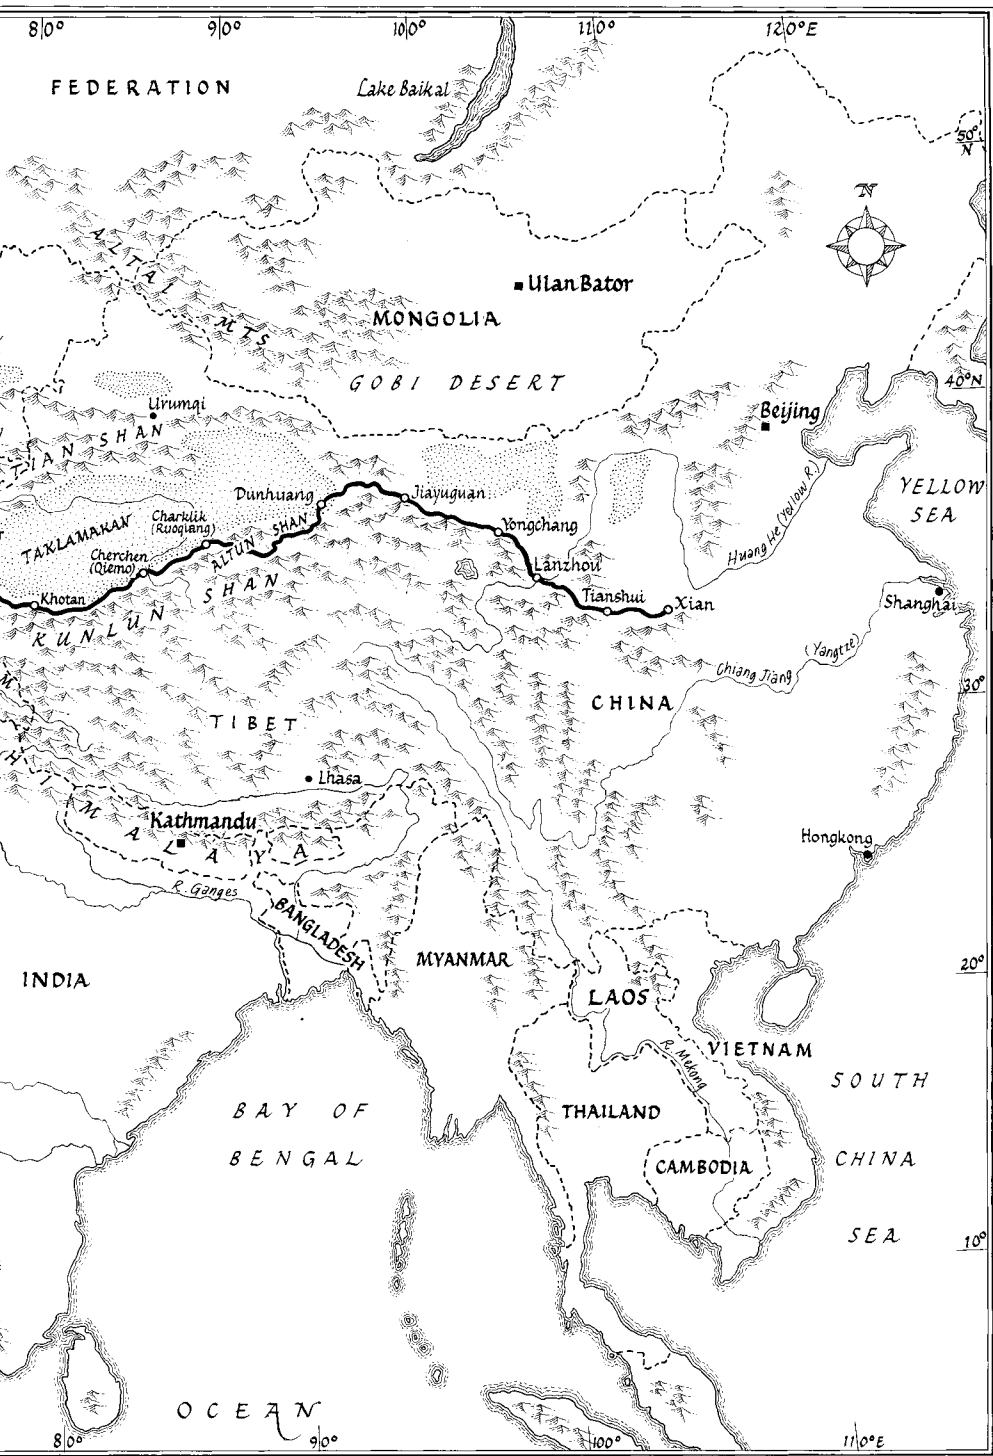 80°
90°
100°
110°
120°E
FEDERATION
Lake Baikal
50°
N
N
ALTAI MTS
Ulan Bator
MONGOLIA
GOBI DESERT
40°N
Urumqi
TIAN SHAN
Beijing
Huang He (Yellow R.)
YELLOW
SEA
Dunhuang
Jiayuguan
Yongchang
Charklik
(Ruoqiang)
TAKLAMAKAN
Cherchen
(Qiemo)
ALTUN SHAN
Lanzhou
Khotan
Tianshui
Xian
Shanghai
KUNLUN SHAN
(Yangtze)
Chiang Jiang
30°
CHINA
TIBET
Lhasa
HIMALAYA
Kathmandu
Hongkong
R. Ganges
BANGLADESH
INDIA
MYANMAR
20°
LAOS
R. Mekong
VIETNAM
SOUTH
CHINA
SEA
BAY OF
BENGAL
THAILAND
CAMBODIA
10°
OCEAN
80°
90°
100°
110°E